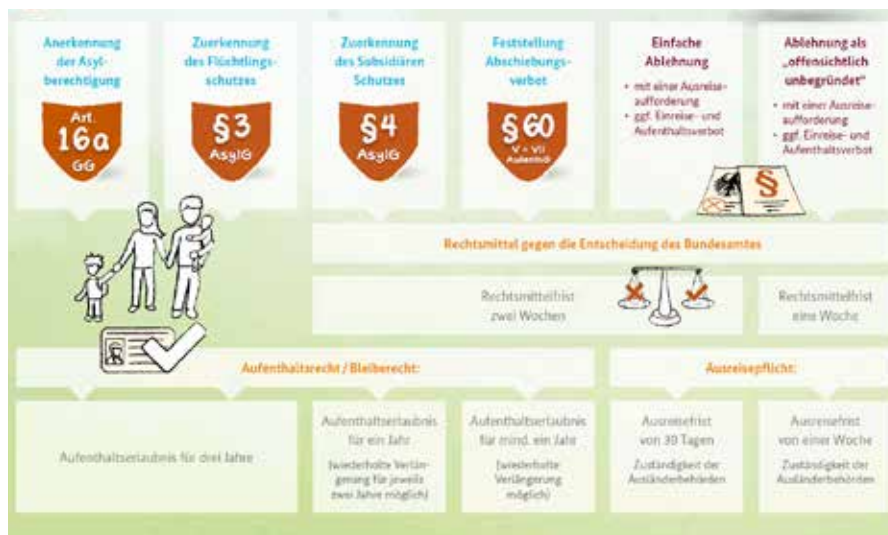 Anerkennung
der Asyl-
berechtigung
Art.
16a
GG
Zuerkennung
des Flüchtlings-
schutzes
§3
AsylG
Zuerkennung
des Subsidiären
Schutzes
§4
AsylG
Feststellung
Abschiebungs-
verbot
§60
V + VII
AufenthG
Einfache
Ablehnung
• mit einer Ausreise-
aufforderung
• ggf. Einreise- und
Aufenthaltsverbot
Ablehnung als
„offensichtlich
unbegründet“
• mit einer Ausreise-
aufforderung
• ggf. Einreise- und
Aufenthaltsverbot
§
Rechtsmittel gegen die Entscheidung des Bundesamtes
Rechtsmittelfrist
zwei Wochen
Rechtsmittelfrist
eine Woche
Aufenthaltsrecht / Bleiberecht:
Ausreisepflicht:
Aufenthaltserlaubnis für drei Jahre
Aufenthaltserlaubnis
für ein Jahr
(wiederholte Verlän-
gerung für jeweils
zwei Jahre möglich)
Aufenthaltserlaubnis
für mind. ein Jahr
(wiederholte
Verlängerung
möglich)
Ausreisefrist
von 30 Tagen
Zuständigkeit der
Ausländerbehörden
Ausreisefrist
von einer Woche
Zuständigkeit der
Ausländerbehörden